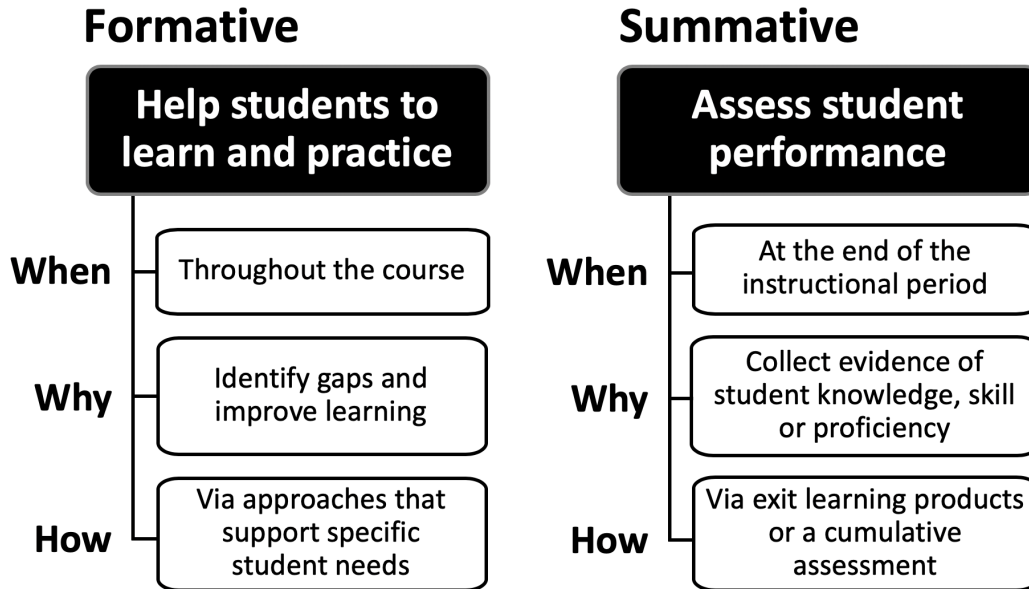 Formative
Help students to
learn and practice
When
Throughout the course
Why
Identify gaps and
improve learning
How
Via approaches that
support specific
student needs
Summative
Assess student
performance
When
At the end of the
instructional period
Why
Collect evidence of
student knowledge, skill
or proficiency
How
Via exit learning products
or a cumulative
assessment